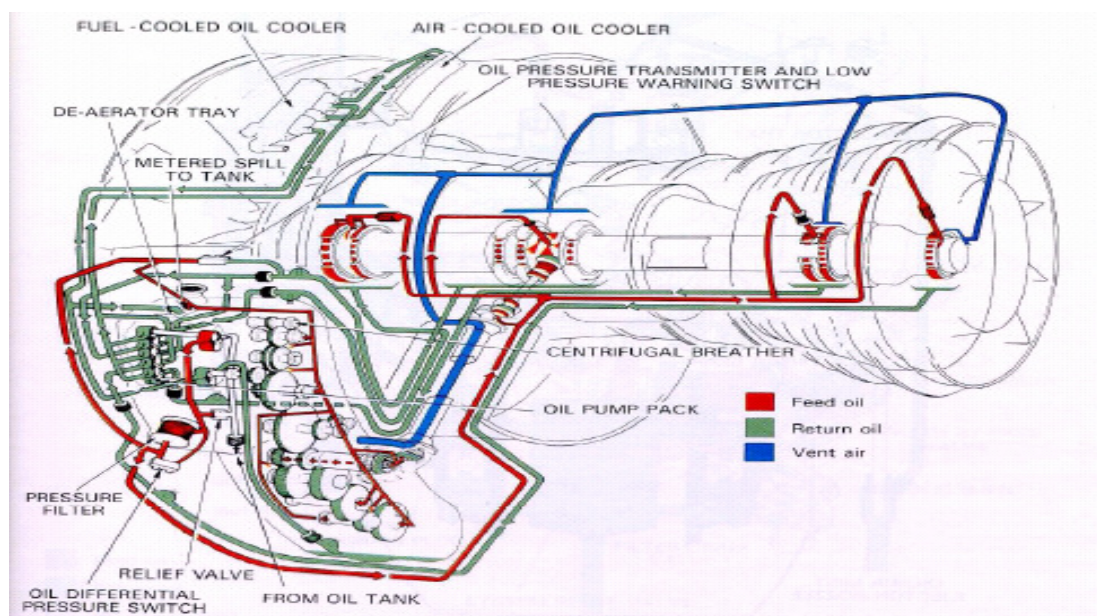 FUEL-COOLED OIL COOLER
AIR-COOLED OIL COOLER
OIL PRESSURE TRANSMITTER AND LOW
PRESSURE WARNING SWITCH
DE-AERATOR TRAY
METERED SPILL
TO TANK
CENTRIFUGAL BREATHER
OIL PUMP PACK
Feed oil
Return oil
Vent air
PRESSURE
FILTER
RELIEF VALVE
OIL DIFFERENTIAL
PRESSURE SWITCH
FROM OIL TANK